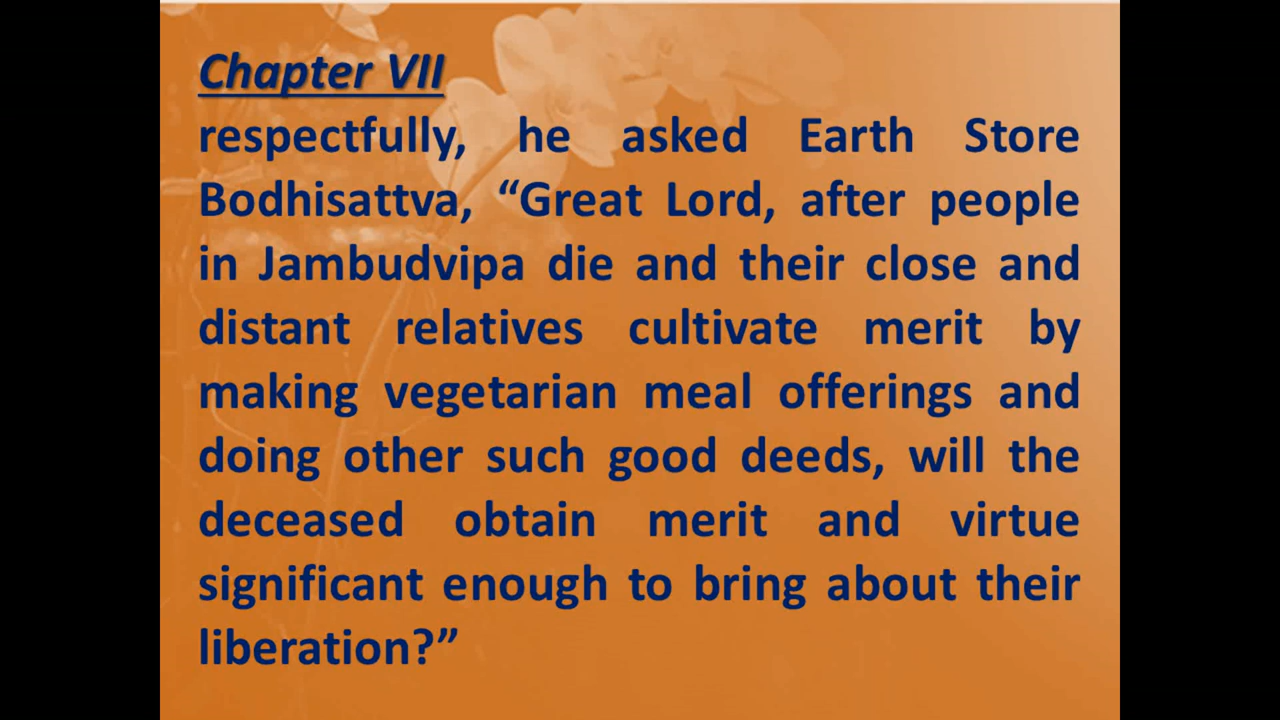 Chapter VII
respectfully, he asked Earth Store
Bodhisattva, “Great Lord, after people
in Jambudvipa die and their close and
distant relatives cultivate merit by
making vegetarian meal offerings and
doing other such good deeds, will the
deceased obtain merit and virtue
significant enough to bring about their
liberation?”